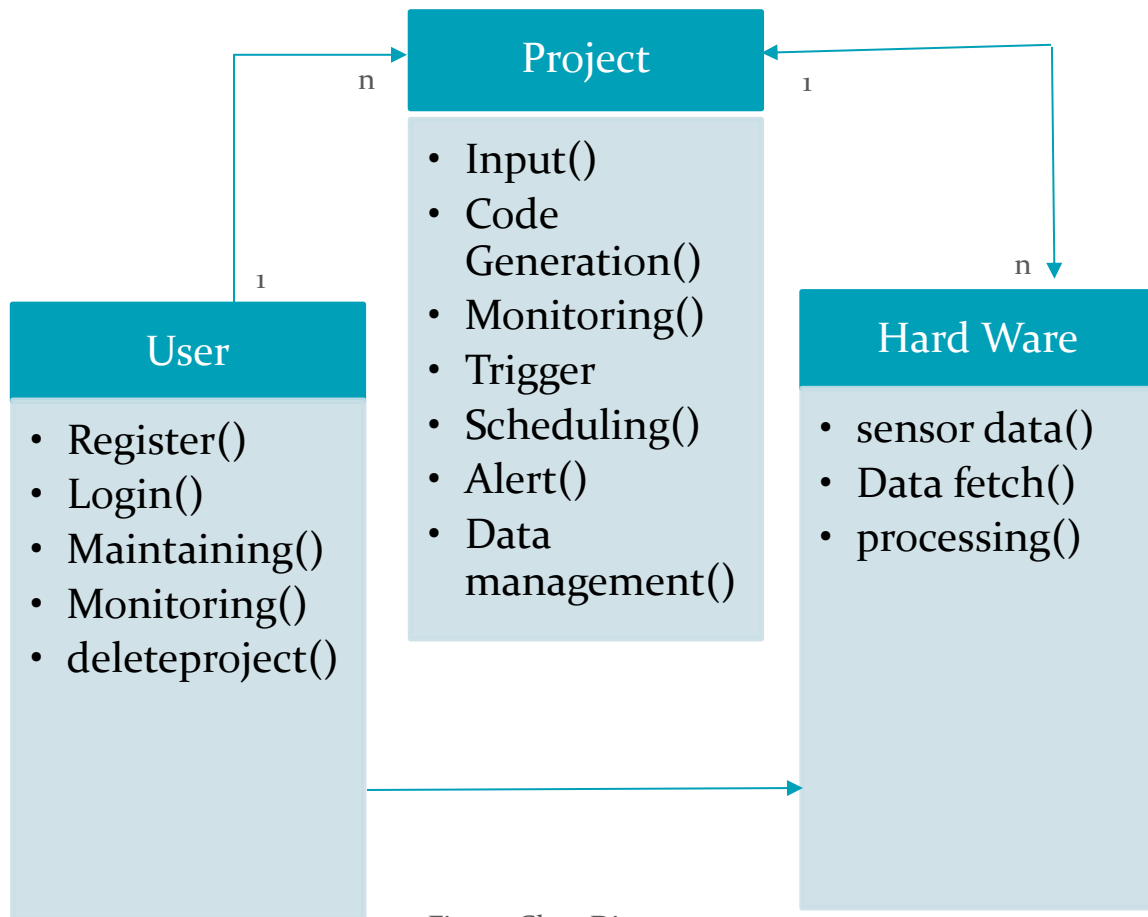 Project
n
1
• Input()
• Code
Generation()
• Monitoring()
• Trigger
• Scheduling()
• Alert()
• Data
management()
1
n
User
• Register()
• Login()
• Maintaining()
• Monitoring()
• deleteproject()
Hard Ware
• sensor data()
• Data fetch()
• processing()